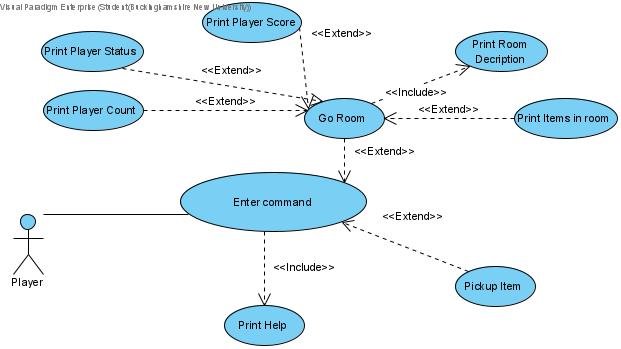 Visual Paradigm Enterprise (Student(Buckinghamshire New University))
Print Player Score
<<Extend>>
Print Player Status
Print Room
Decription
<<Extend>>
<<Include>>
Print Player Count
<<Extend>>
Go Room
<<Extend>>
Print Items in room
<<Extend>>
Enter command
<<Extend>>
Player
<<Include>>
Pickup Item
Print Help